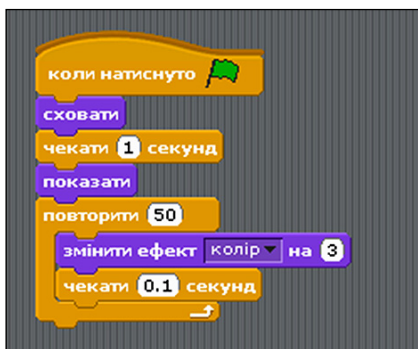 коли натиснуто
сховати
чекати 1 секунд
показати
повторити 50
змінити ефект колір на 3
чекати 0.1 секунд